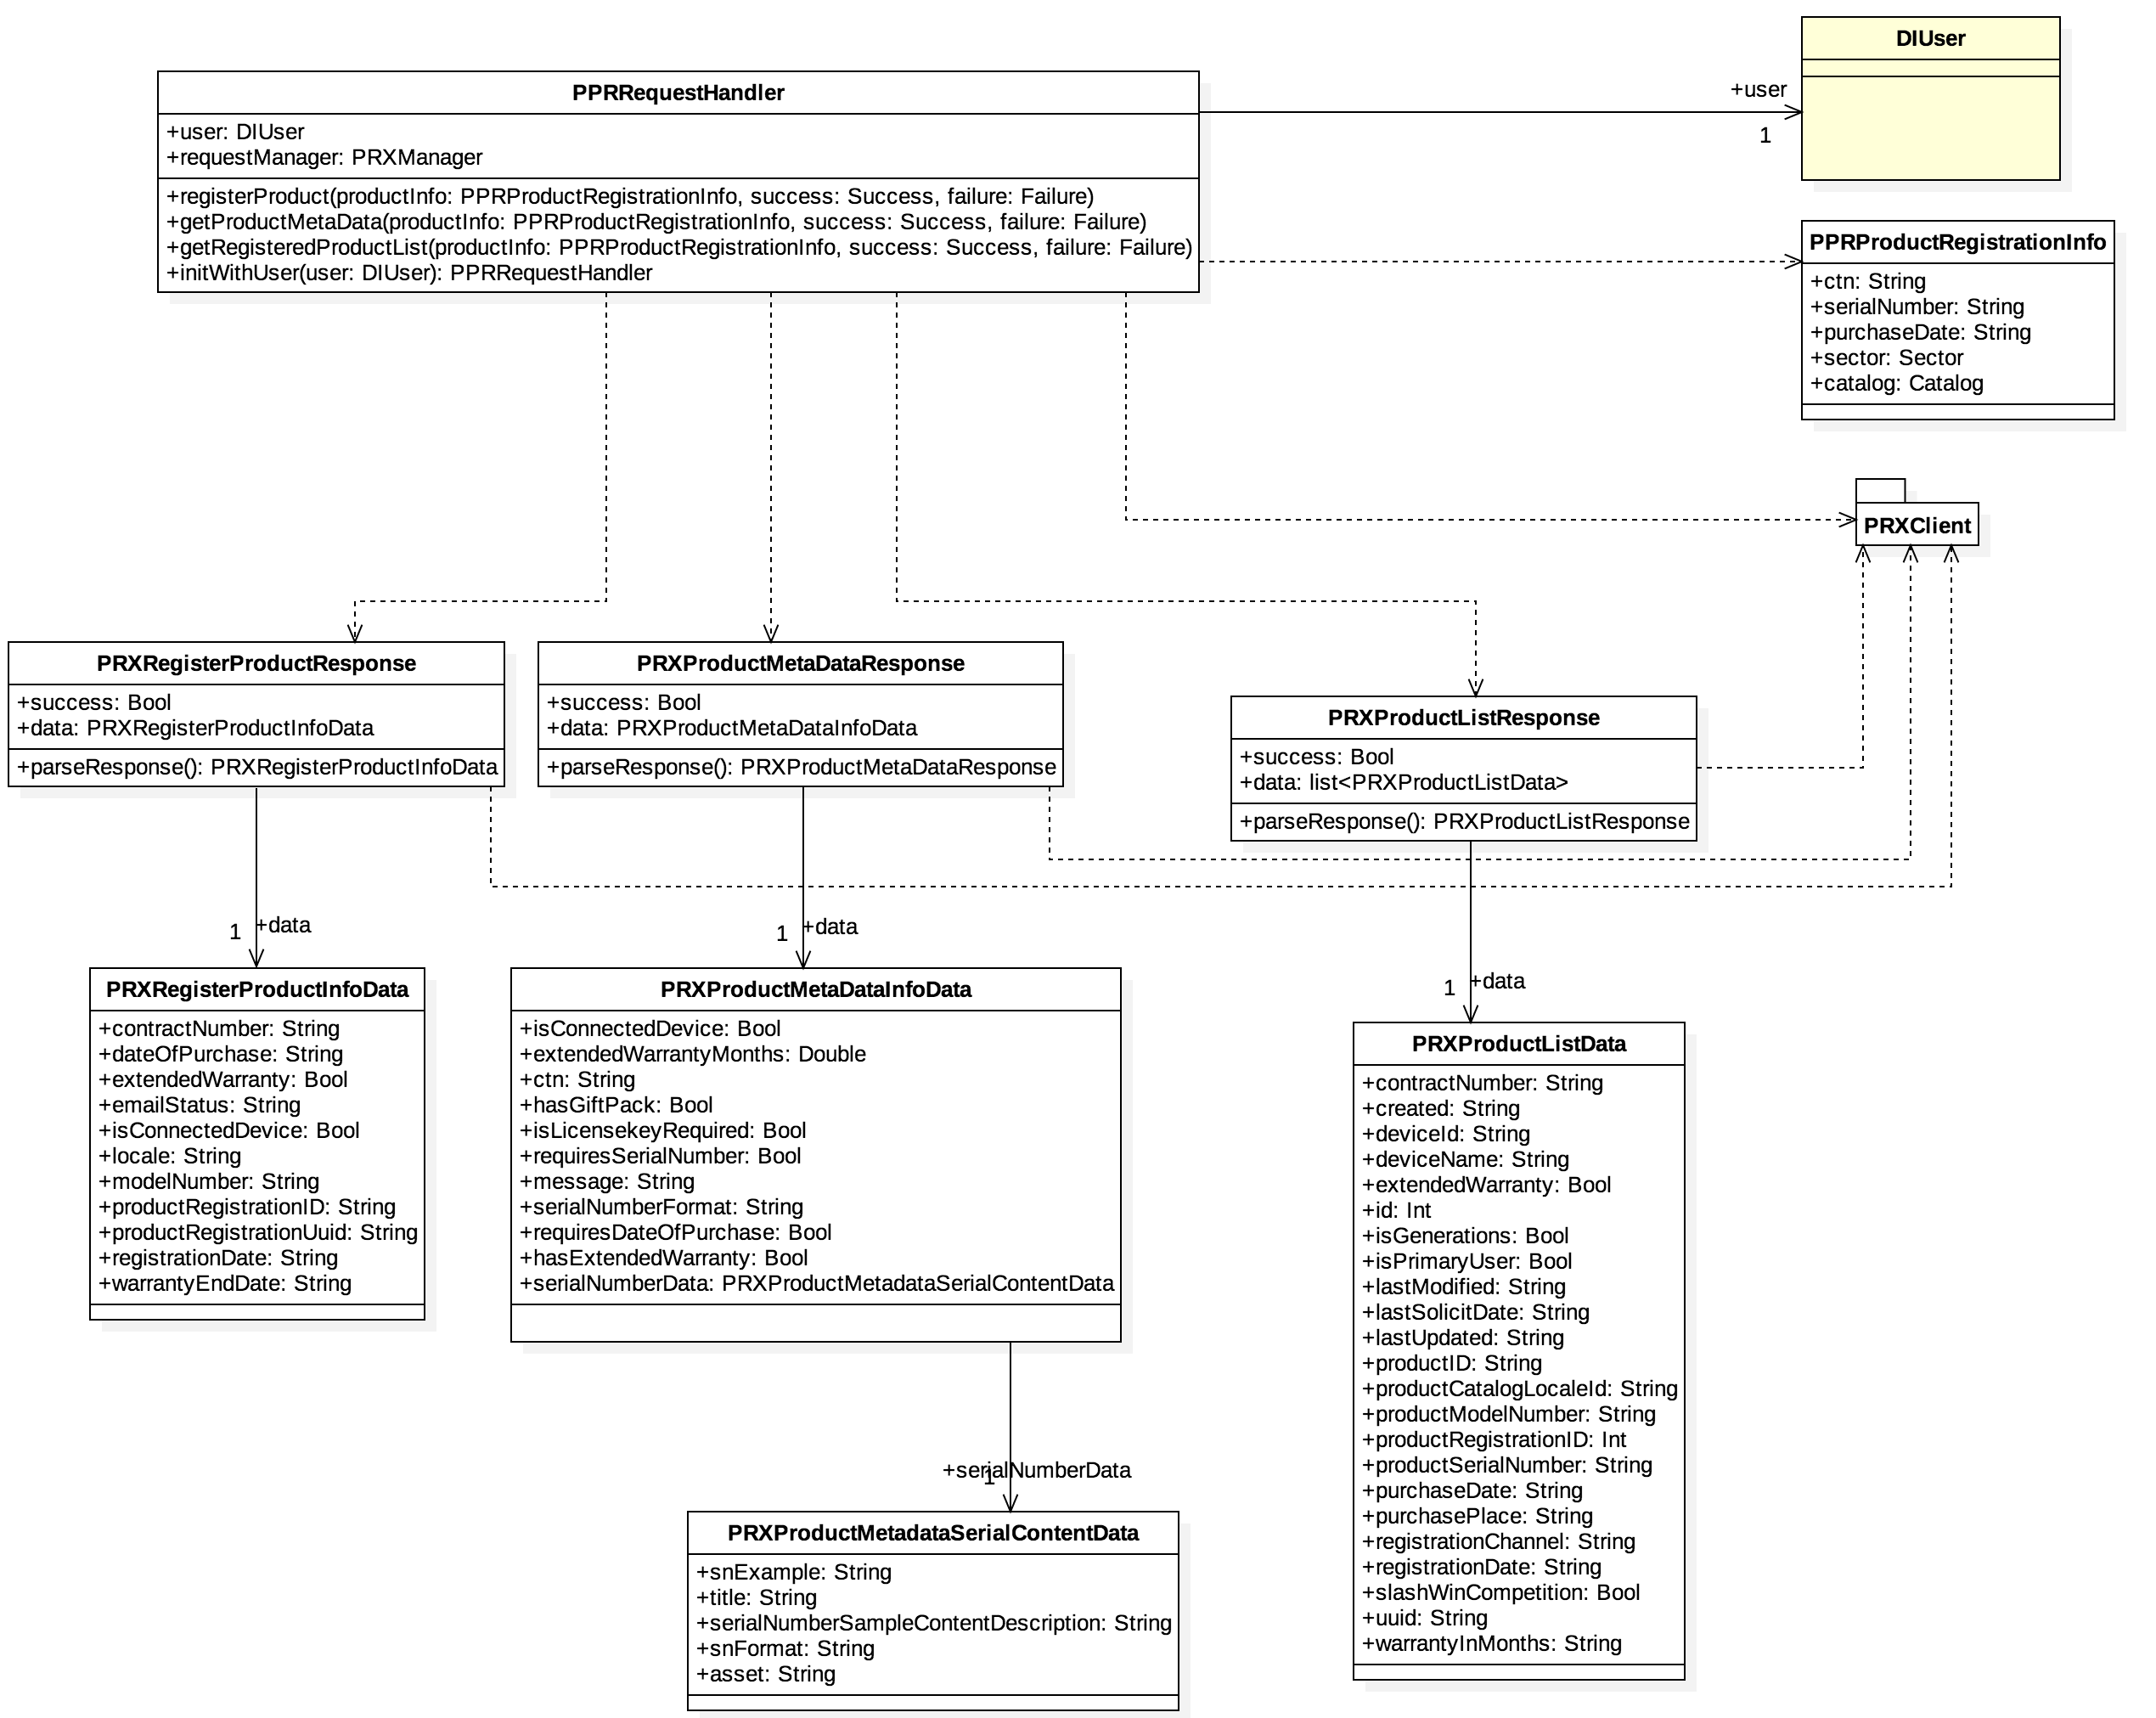 DIUser
PPRRequestHandler
+user: DIUser
+requestManager: PRXManager
+registerProduct(productInfo: PPRProductRegistrationInfo, success: Success, failure: Failure)
+getProductMetaData(productInfo: PPRProductRegistrationInfo, success: Success, failure: Failure)
+getRegisteredProductList(productInfo: PPRProductRegistrationInfo, success: Success, failure: Failure)
+initWithUser(user: DIUser): PPRRequestHandler
+user
1
PPRProductRegistrationInfo
+ctn: String
+serialNumber: String
+purchaseDate: String
+sector: Sector
+catalog: Catalog
PRXClient
PRXRegisterProductResponse
+success: Bool
+data: PRXRegisterProductInfoData
+parseResponse(): PRXRegisterProductInfoData
PRXProductMetaDataResponse
+success: Bool
+data: PRXProductMetaDataInfoData
+parseResponse(): PRXProductMetaDataResponse
PRXProductListResponse
+success: Bool
+data: list<PRXProductListData>
+parseResponse(): PRXProductListResponse
1 +data
1 +data
1 +data
PRXRegisterProductInfoData
+contractNumber: String
+dateOfPurchase: String
+extendedWarranty: Bool
+emailStatus: String
+isConnectedDevice: Bool
+locale: String
+modelNumber: String
+productRegistrationID: String
+productRegistrationUuid: String
+registrationDate: String
+warrantyEndDate: String
PRXProductMetaDataInfoData
+isConnectedDevice: Bool
+extendedWarrantyMonths: Double
+ctn: String
+hasGiftPack: Bool
+isLicensekeyRequired: Bool
+requiresSerialNumber: Bool
+message: String
+serialNumberFormat: String
+requiresDateOfPurchase: Bool
+hasExtendedWarranty: Bool
+serialNumberData: PRXProductMetadataSerialContentData
PRXProductListData
+contractNumber: String
+created: String
+deviceId: String
+deviceName: String
+extendedWarranty: Bool
+id: Int
+isGenerations: Bool
+isPrimaryUser: Bool
+lastModified: String
+lastSolicitDate: String
+lastUpdated: String
+productID: String
+productCatalogLocaleId: String
+productModelNumber: String
+productRegistrationID: Int
+productSerialNumber: String
+purchaseDate: String
+purchasePlace: String
+registrationChannel: String
+registrationDate: String
+slashWinCompetition: Bool
+uuid: String
+warrantyInMonths: String
+serialNumberData
1
PRXProductMetadataSerialContentData
+snExample: String
+title: String
+serialNumberSampleContentDescription: String
+snFormat: String
+asset: String